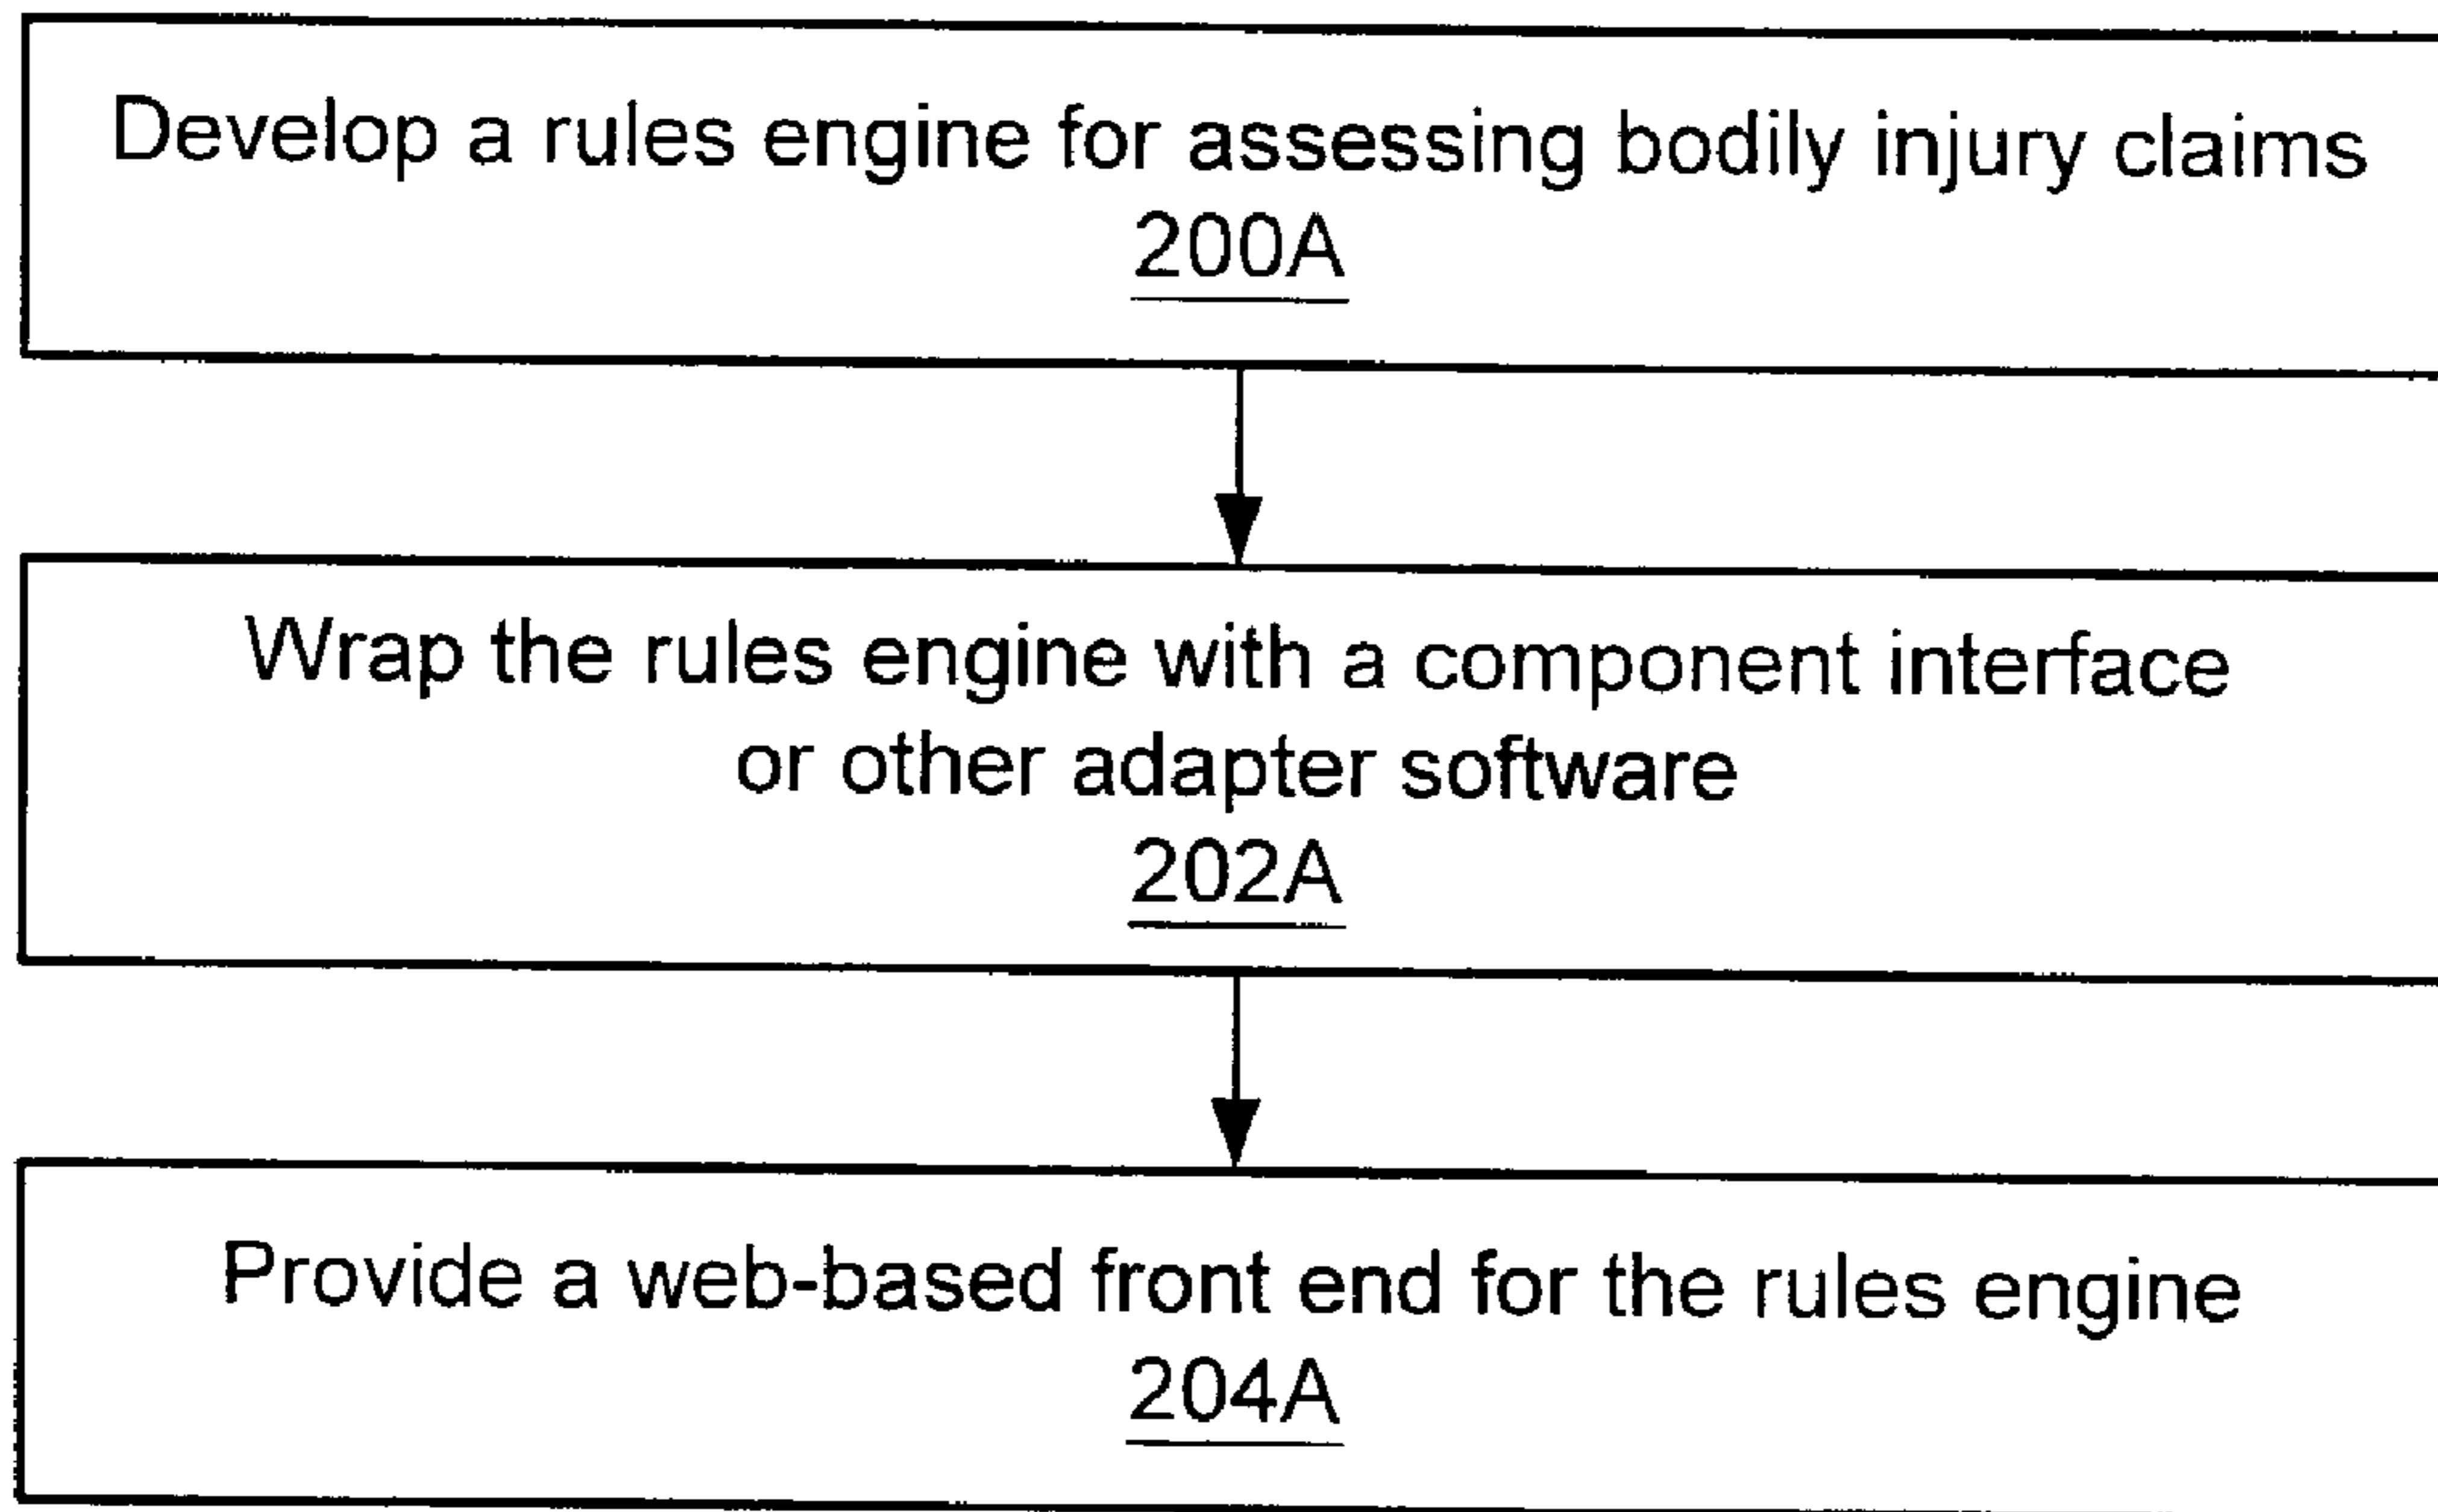 Develop a rules engine for assessing bodily injury claims
200A
Wrap the rules engine with a component interface
or other adapter software
202A
Provide a web-based front end for the rules engine
204A